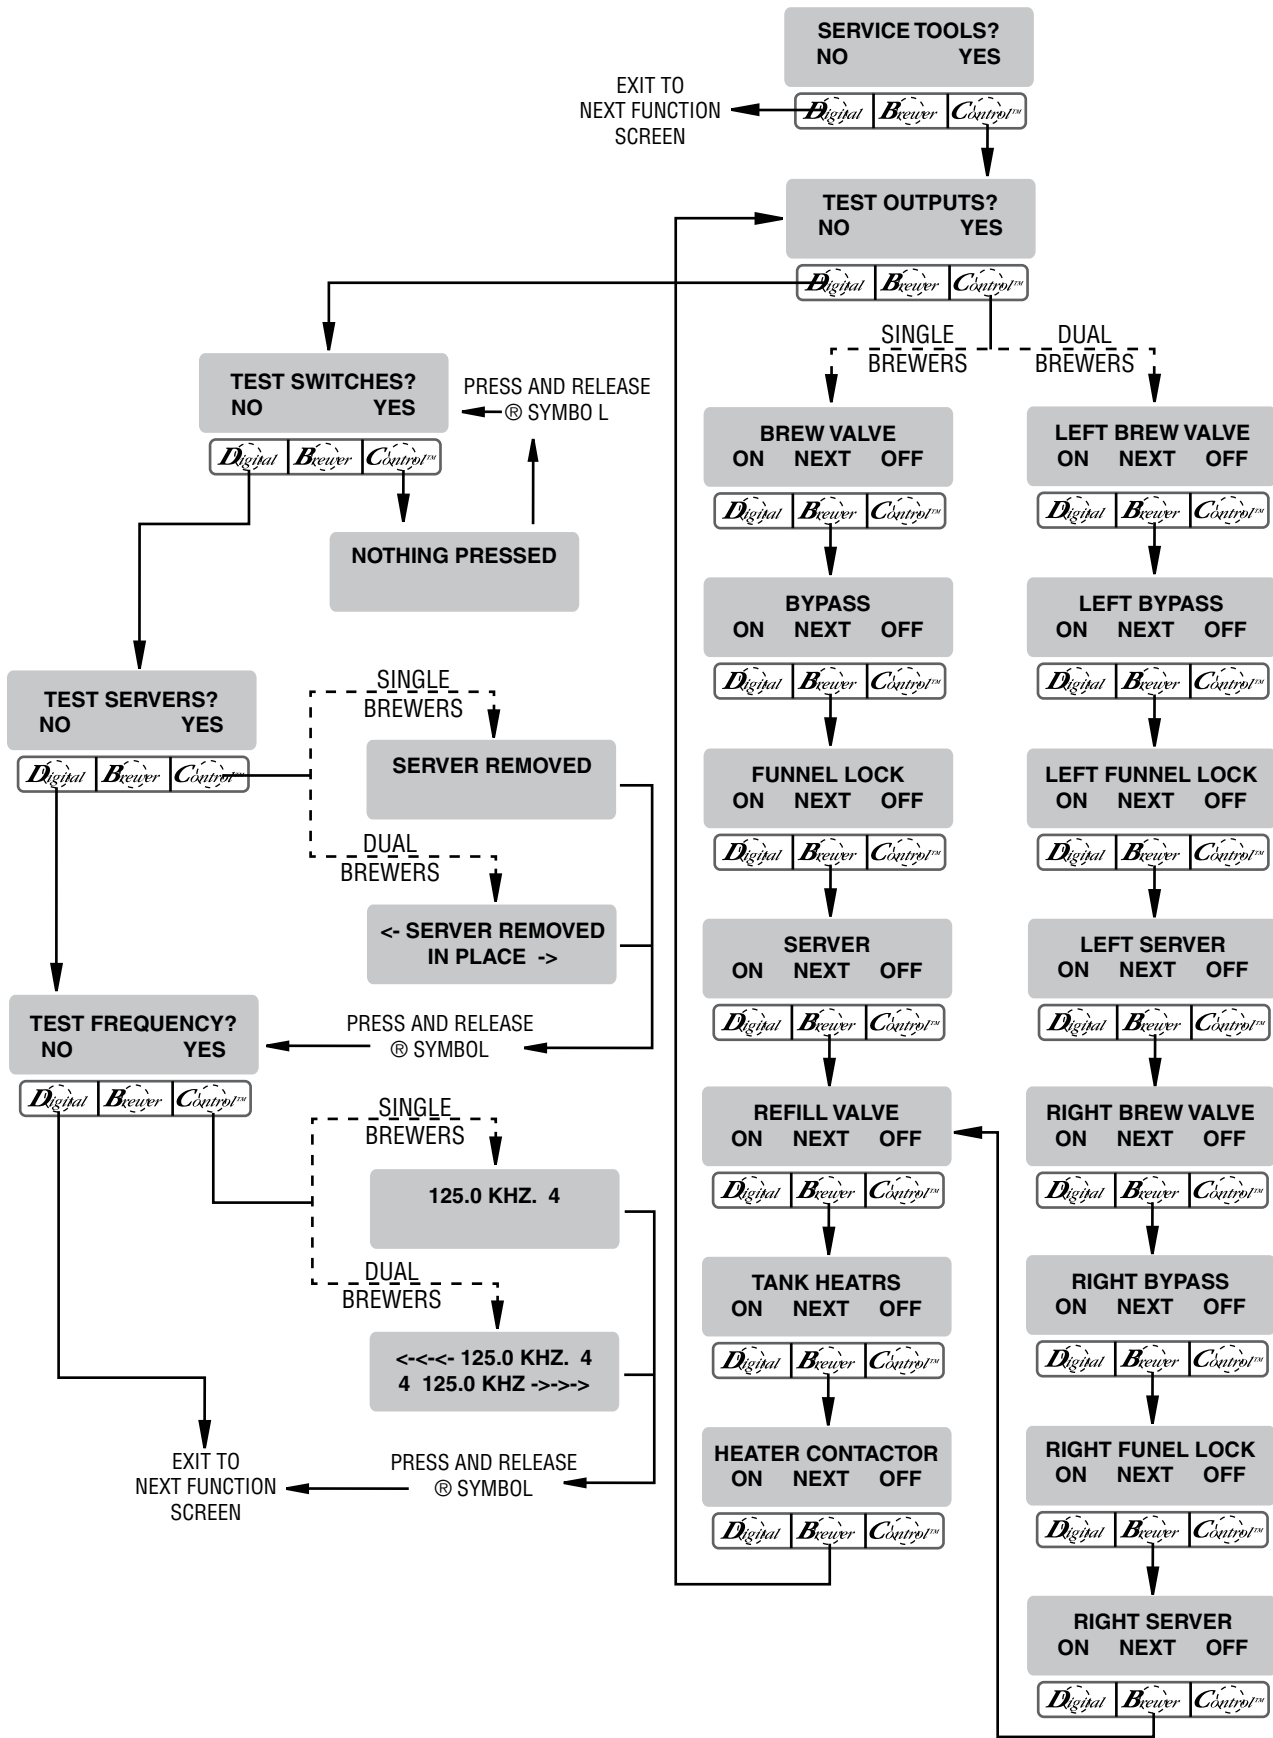 SERVICE TOOLS?
NO YES
Digital Brewer Control™
EXIT TO
NEXT FUNCTION
SCREEN
TEST OUTPUTS?
NO YES
Digital Brewer Control™
SINGLE
BREWERS
DUAL
BREWERS
TEST SWITCHES?
NO YES
Digital Brewer Control™
PRESS AND RELEASE
® SYMBO L
NOTHING PRESSED
TEST SERVERS?
NO YES
Digital Brewer Control™
SINGLE
BREWERS
SERVER REMOVED
DUAL
BREWERS
<- SERVER REMOVED
IN PLACE ->
PRESS AND RELEASE
® SYMBOL
TEST FREQUENCY?
NO YES
Digital Brewer Control™
SINGLE
BREWERS
125.0 KHZ. 4
DUAL
BREWERS
<-<-<- 125.0 KHZ. 4
4 125.0 KHZ ->->->
PRESS AND RELEASE
® SYMBOL
EXIT TO
NEXT FUNCTION
SCREEN
BREW VALVE
ON NEXT OFF
Digital Brewer Control™
BYPASS
ON NEXT OFF
Digital Brewer Control™
FUNNEL LOCK
ON NEXT OFF
Digital Brewer Control™
SERVER
ON NEXT OFF
Digital Brewer Control™
REFILL VALVE
ON NEXT OFF
Digital Brewer Control™
TANK HEATRS
ON NEXT OFF
Digital Brewer Control™
HEATER CONTACTOR
ON NEXT OFF
Digital Brewer Control™
LEFT BREW VALVE
ON NEXT OFF
Digital Brewer Control™
LEFT BYPASS
ON NEXT OFF
Digital Brewer Control™
LEFT FUNNEL LOCK
ON NEXT OFF
Digital Brewer Control™
LEFT SERVER
ON NEXT OFF
Digital Brewer Control™
RIGHT BREW VALVE
ON NEXT OFF
Digital Brewer Control™
RIGHT BYPASS
ON NEXT OFF
Digital Brewer Control™
RIGHT FUNEL LOCK
ON NEXT OFF
Digital Brewer Control™
RIGHT SERVER
ON NEXT OFF
Digital Brewer Control™